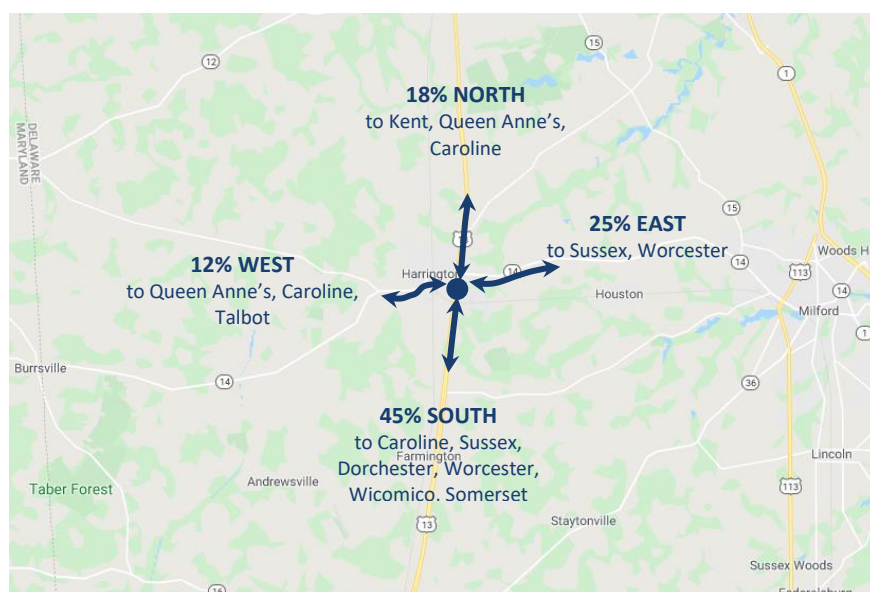 12
15
1
18% NORTH
to Kent, Queen Anne's,
Caroline
DELAWARE
MARYLAND
15
25% EAST
to Sussex, Worcester
12% WEST
to Queen Anne's, Caroline,
Talbot
Harrington
14
14
113
14
Houston
Milford
1
Burrsville
14
36
45% SOUTH
to Caroline, Sussex,
Farmington
Dorchester, Worcester,
Wicomico. Somerset
Lincoln
Andrewsville
Taber Forest
113
13
Staytonville
Sussex Woods
16